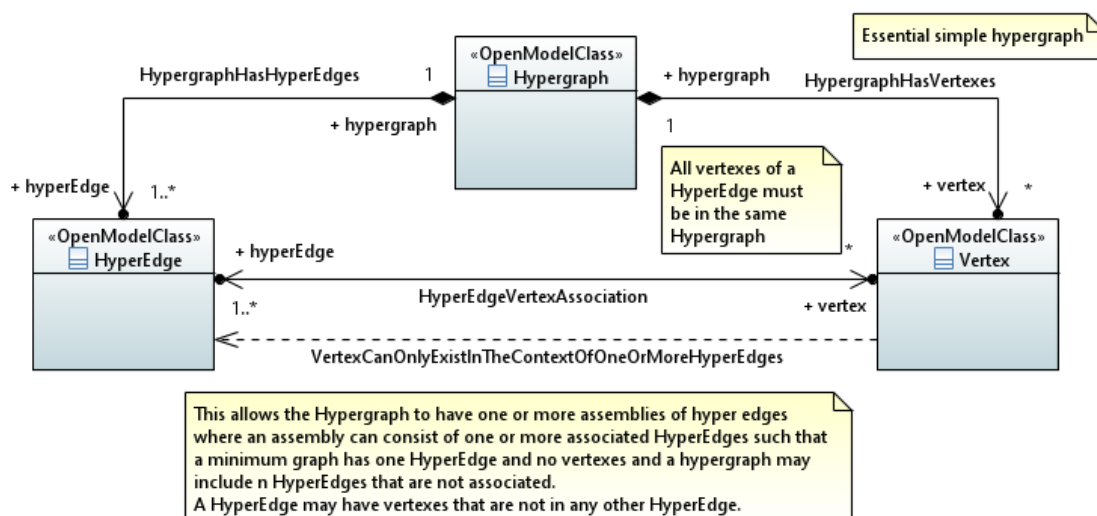 Essential simple hypergraph
«OpenModelClass»
Hypergraph
HypergraphHasHyperEdges
1
+ hypergraph
+ hypergraph
HypergraphHasVertexes
1
All vertexes of a
HyperEdge must
be in the same
Hypergraph
+ hyperEdge
1..*
+ vertex
*
«OpenModelClass»
HyperEdge
«OpenModelClass»
Vertex
+ hyperEdge
*
HyperEdgeVertexAssociation
1..*
+ vertex
VertexCanOnlyExistInTheContextOfOneOrMoreHyperEdges
This allows the Hypergraph to have one or more assemblies of hyper edges
where an assembly can consist of one or more associated HyperEdges such that
a minimum graph has one HyperEdge and no vertexes and a hypergraph may
include n HyperEdges that are not associated.
A HyperEdge may have vertexes that are not in any other HyperEdge.